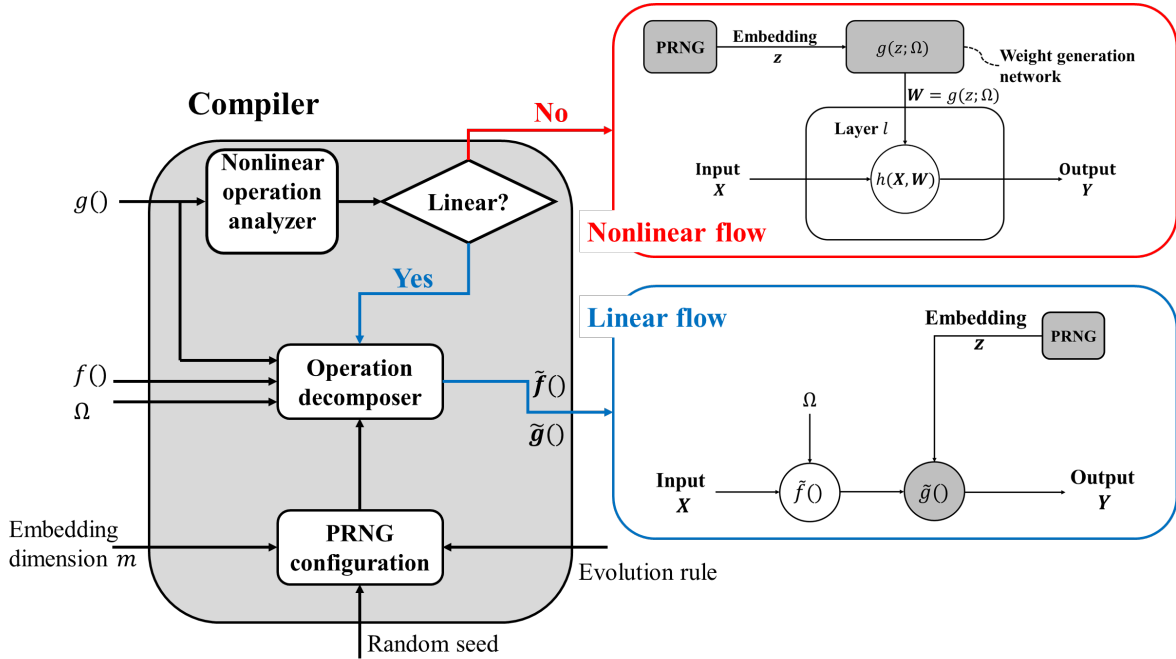 Compiler
g()
Nonlinear
operation
analyzer
Linear?
No
Yes
f()
Ω
Operation
decomposer
f̃()
g̃()
Embedding
dimension m
PRNG
configuration
Evolution rule
Random seed
PRNG
Embedding
z
g(z;Ω)
Weight generation
network
W = g(z;Ω)
Layer l
Input
X
h(X,W)
Output
Y
Nonlinear flow
Linear flow
Embedding
z
PRNG
Ω
Input
X
f̃()
g̃()
Output
Y